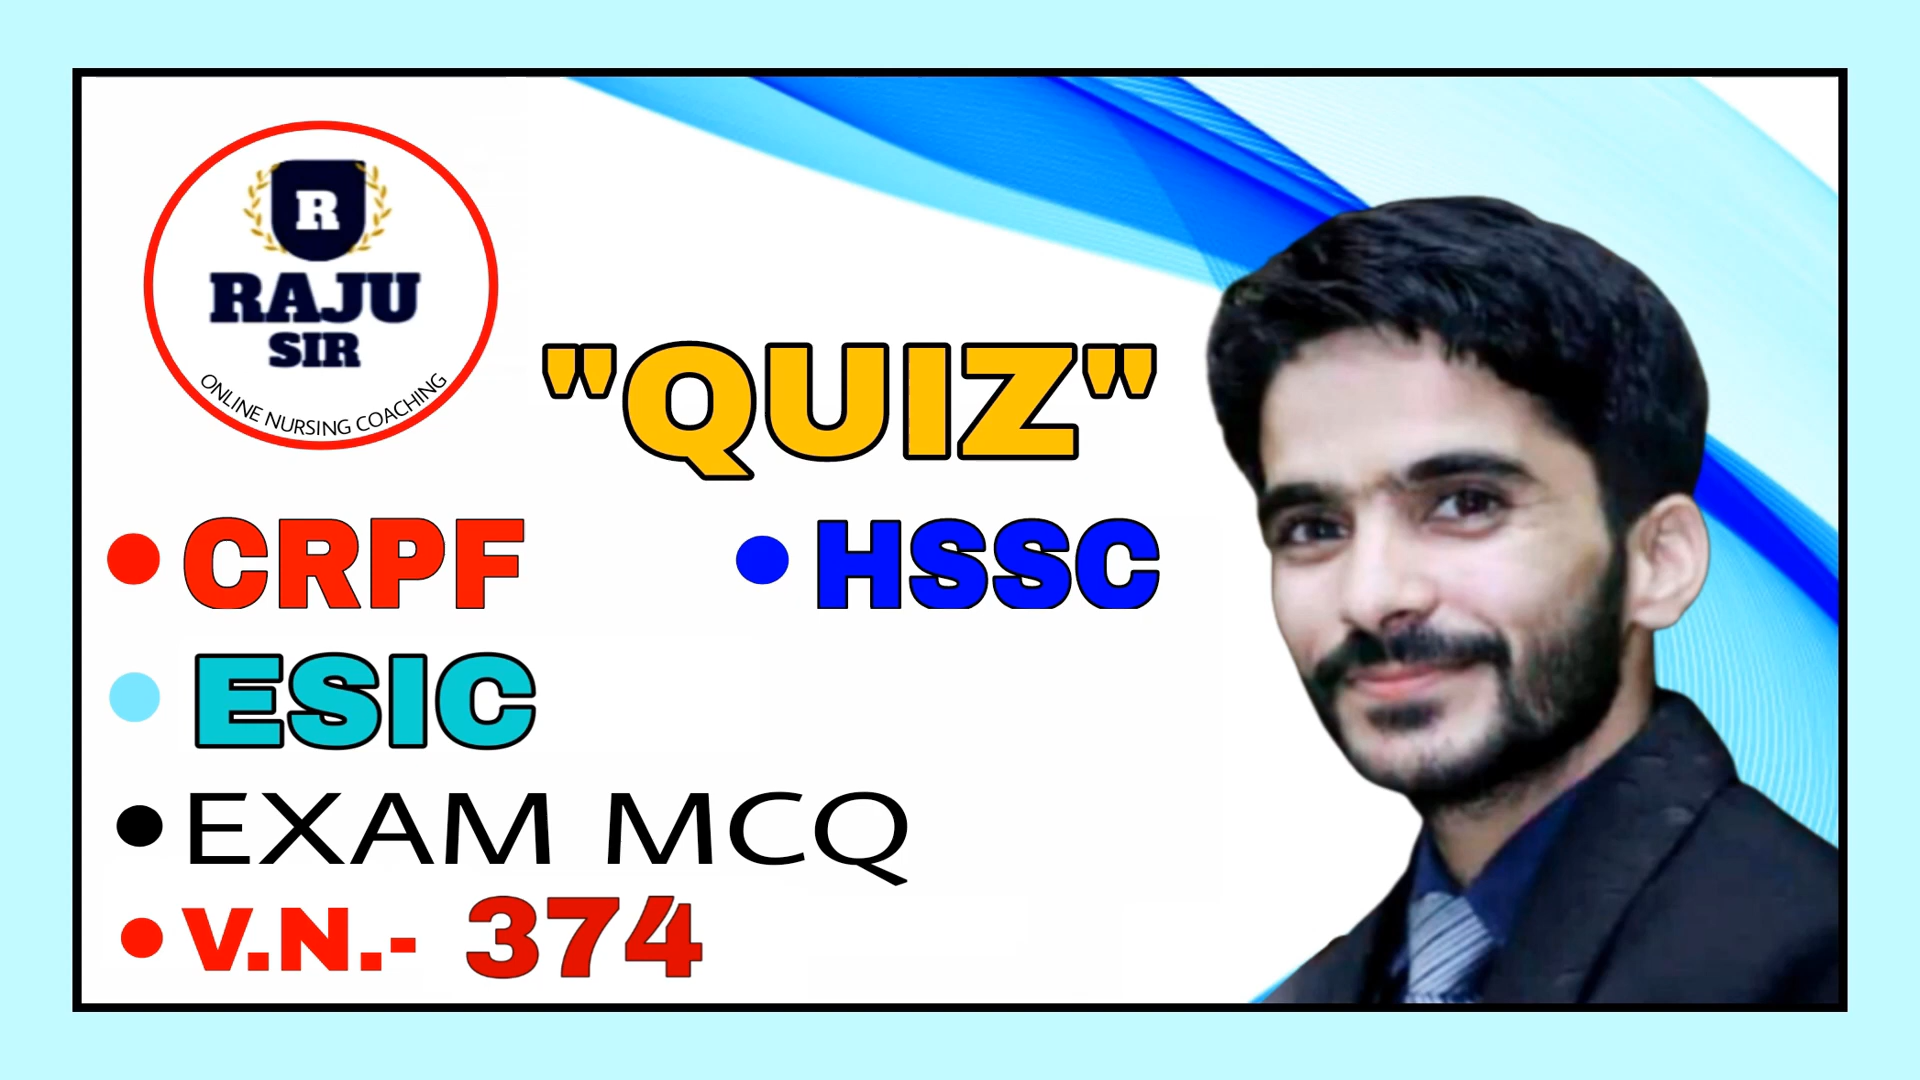 R
RAJU
SIR
ONLINE NURSING COACHING
"QUIZ"
•CRPF
•HSSC
•ESIC
•EXAM MCQ
•V.N.- 374